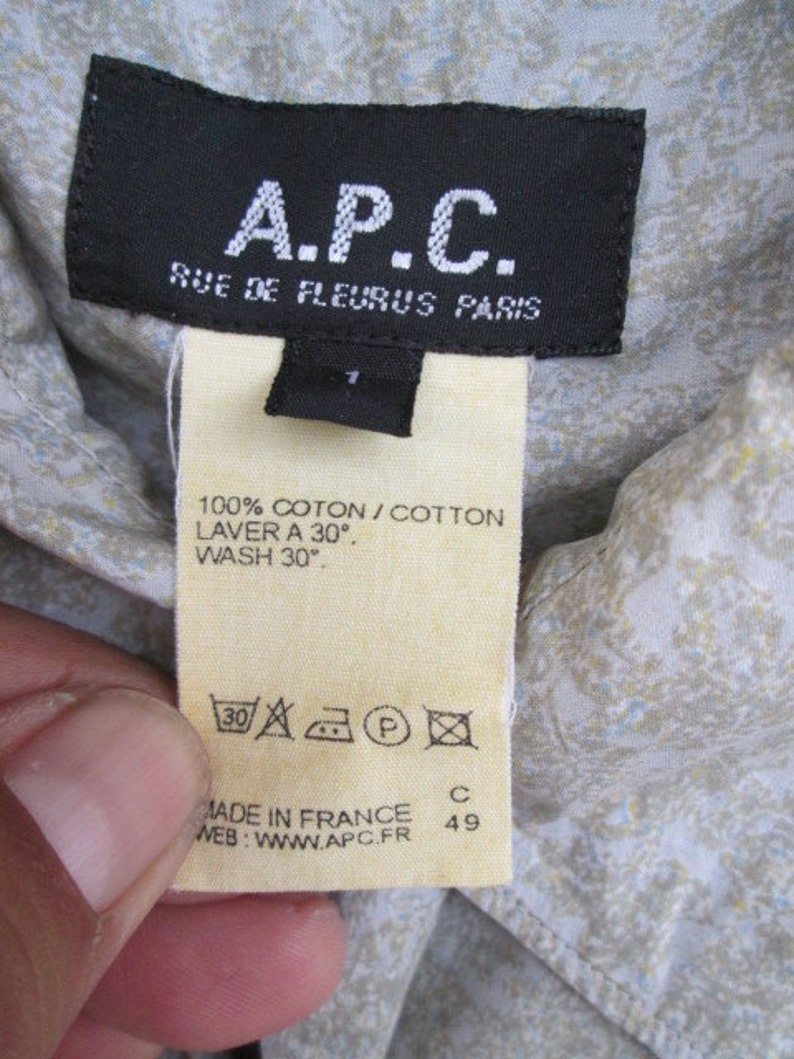 A.P.C.
RUE DE FLEURUS PARIS
1
100% COTON / COTTON
LAVER A 30°.
WASH 30°.
30 P
C
MADE IN FRANCE 49
WEB : WWW.APC.FR